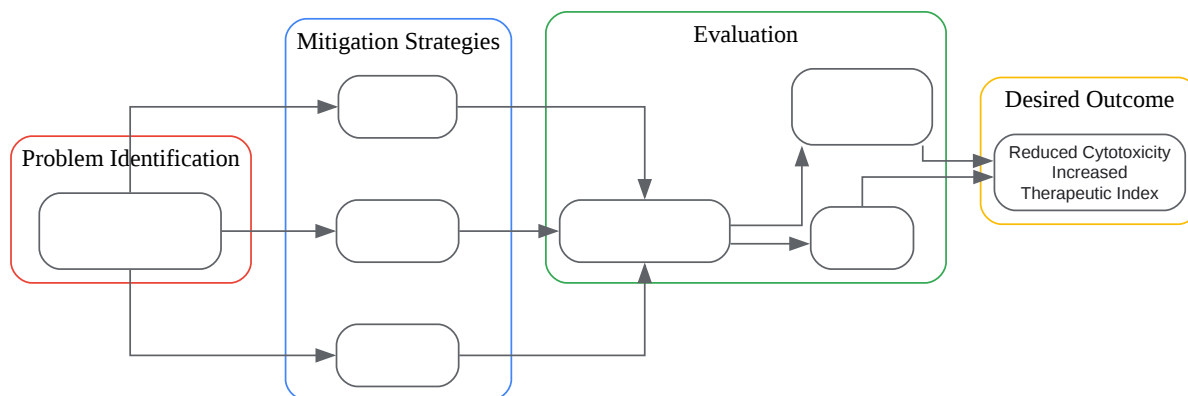 Problem Identification
Mitigation Strategies
Evaluation
Desired Outcome
Reduced Cytotoxicity
Increased
Therapeutic Index